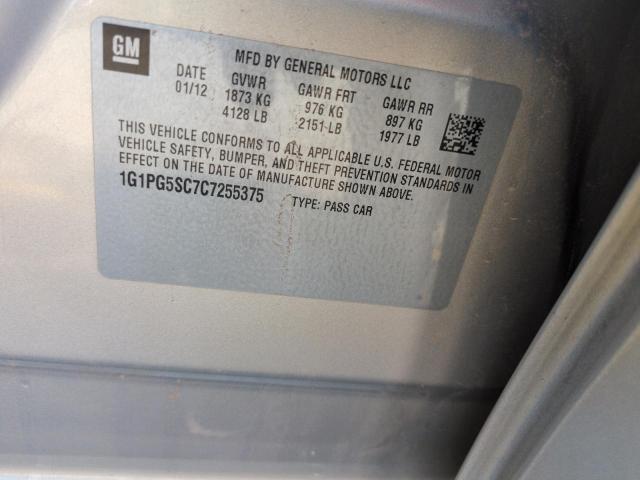 GM
MFD BY GENERAL MOTORS LLC
DATE GVWR GAWR FRT GAWR RR
01/12 1873 KG 976 KG 897 KG
4128 LB 2151 LB 1977 LB
THIS VEHICLE CONFORMS TO ALL APPLICABLE U.S. FEDERAL MOTOR
VEHICLE SAFETY, BUMPER, AND THEFT PREVENTION STANDARDS IN
EFFECT ON THE DATE OF MANUFACTURE SHOWN ABOVE.
1G1PG5SC7C7255375 TYPE: PASS CAR